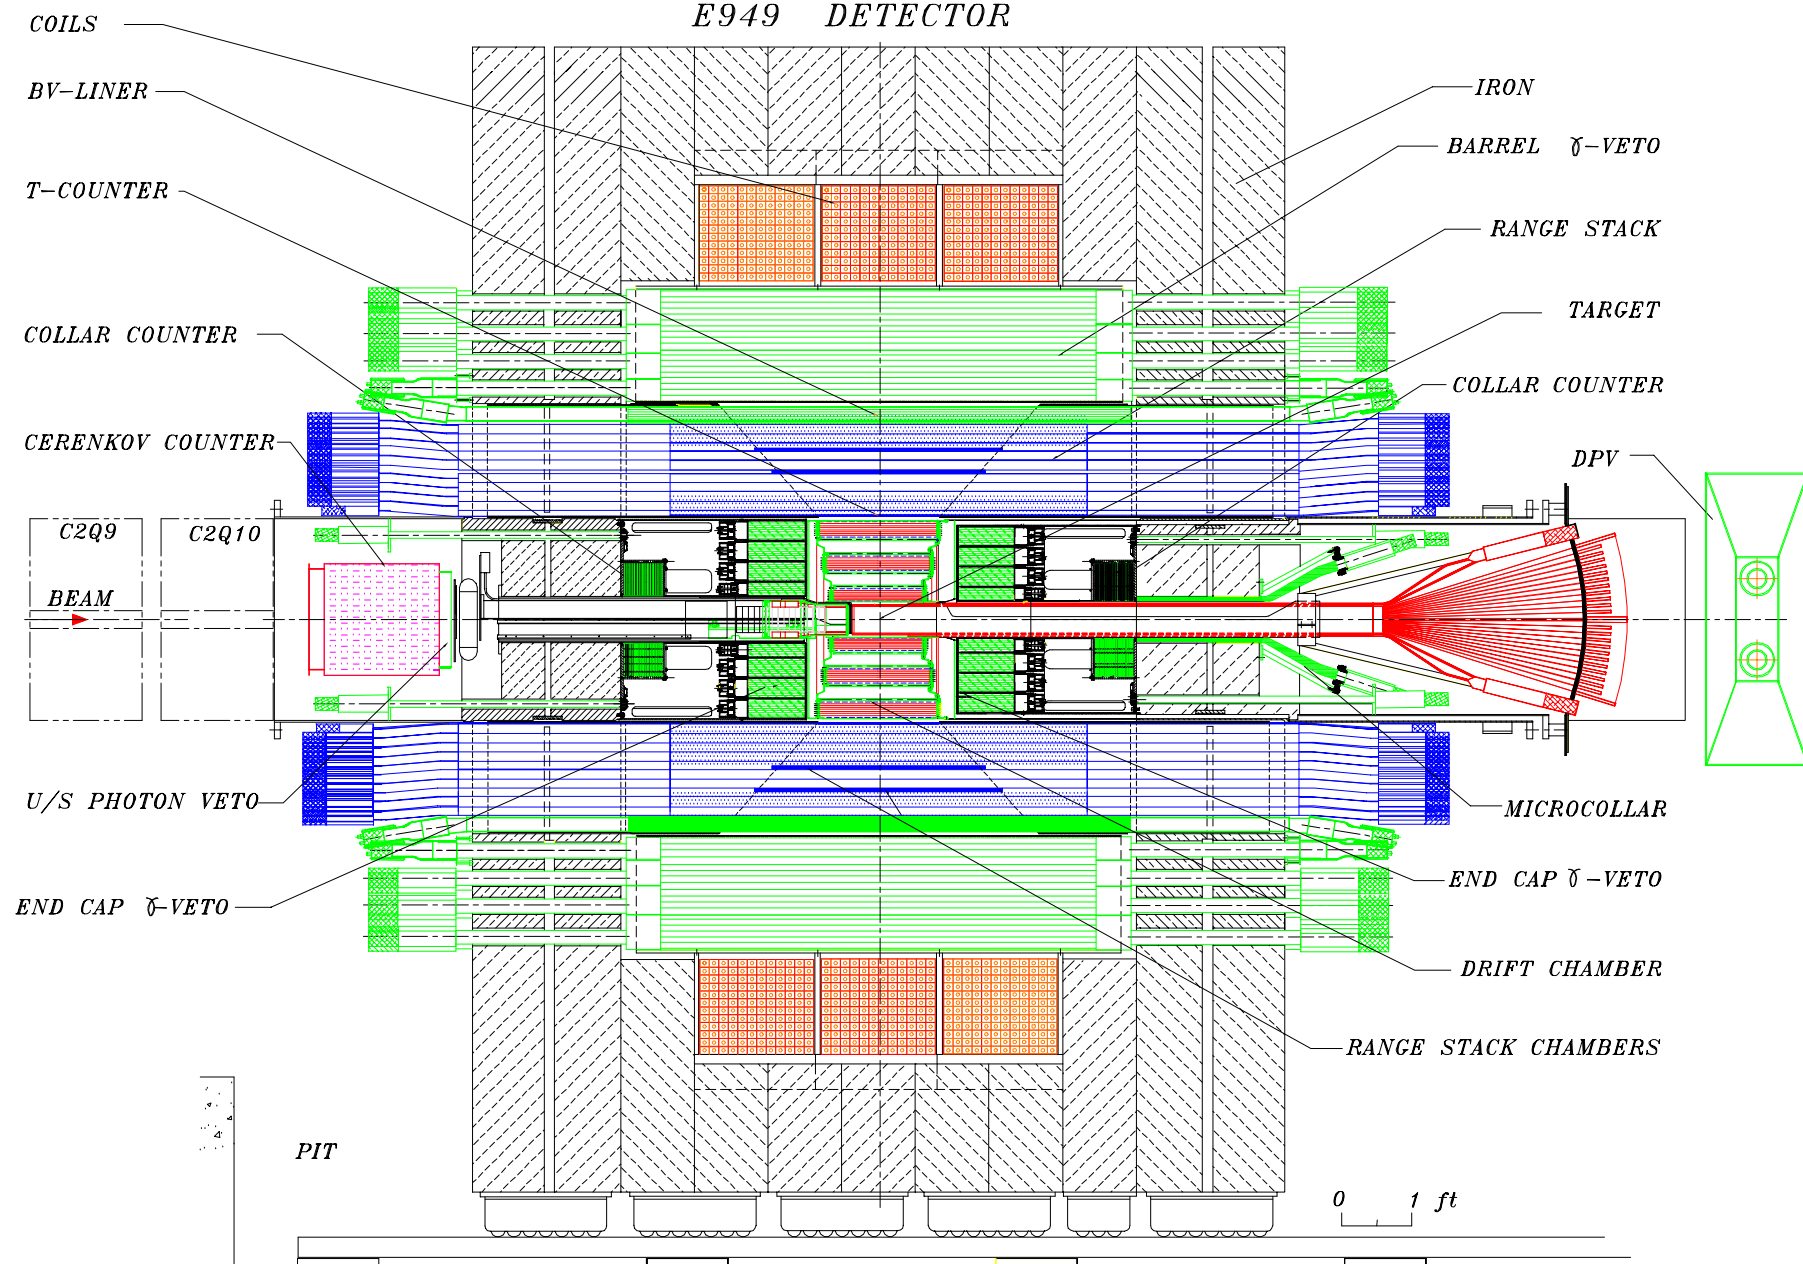 E949 DETECTOR
COILS
BV-LINER
T-COUNTER
COLLAR COUNTER
CERENKOV COUNTER
C2Q9
C2Q10
BEAM
U/S PHOTON VETO
END CAP γ-VETO
PIT
IRON
BARREL γ-VETO
RANGE STACK
TARGET
COLLAR COUNTER
DPV
MICROCOLLAR
END CAP γ-VETO
DRIFT CHAMBER
RANGE STACK CHAMBERS
0 1 ft